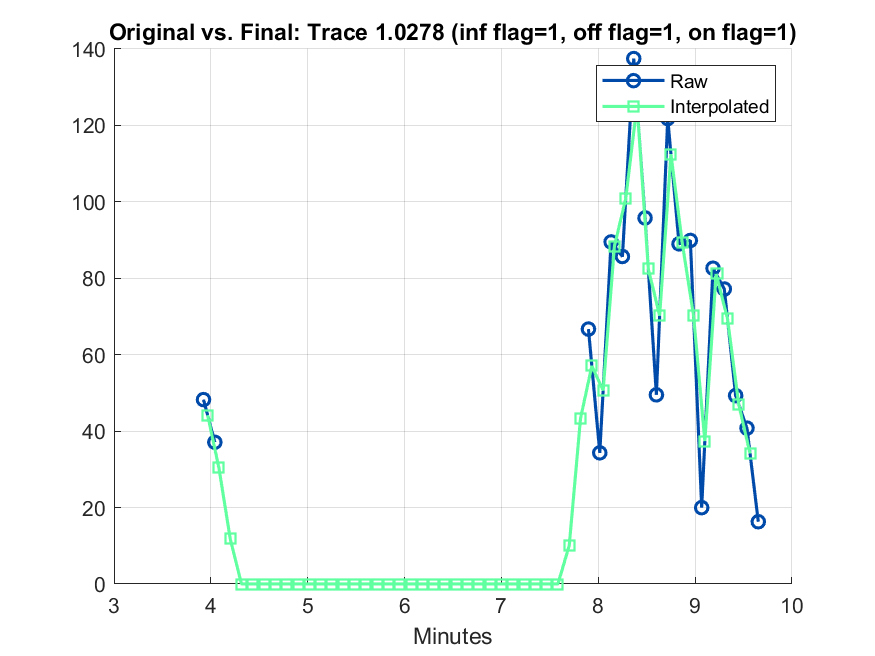 Original vs. Final: Trace 1.0278 (inf flag=1, off flag=1, on flag=1)
140
120
100
80
60
40
20
0
Raw
Interpolated
3 4 5 6 7 8 9 10
Minutes